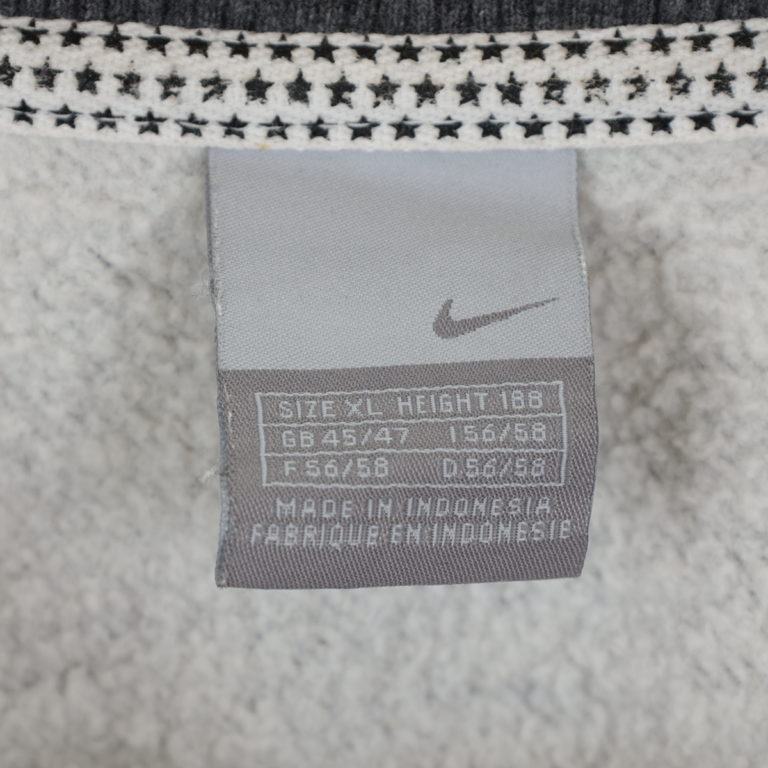 SIZE XL HEIGHT 188
GB 45/47 I 56/58
F 56/58 D 56/58
MADE IN INDONESIA
FABRIQUE EN INDONESIE